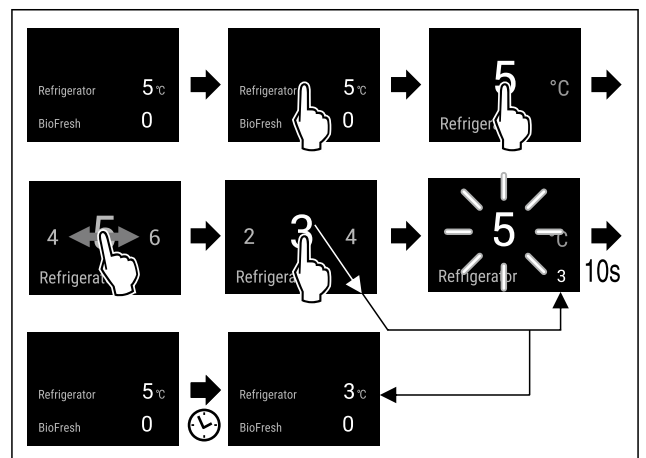 Refrigerator 5 °C
BioFresh 0
Refrigerator 5 °C
BioFresh 0
5 °C
Refriger
4 5 6
Refrigerat
2 3 4
Refrigera
5 °C
Refrigerator 3
10s
Refrigerator 5 °C
BioFresh 0
Refrigerator 3 °C
BioFresh 0